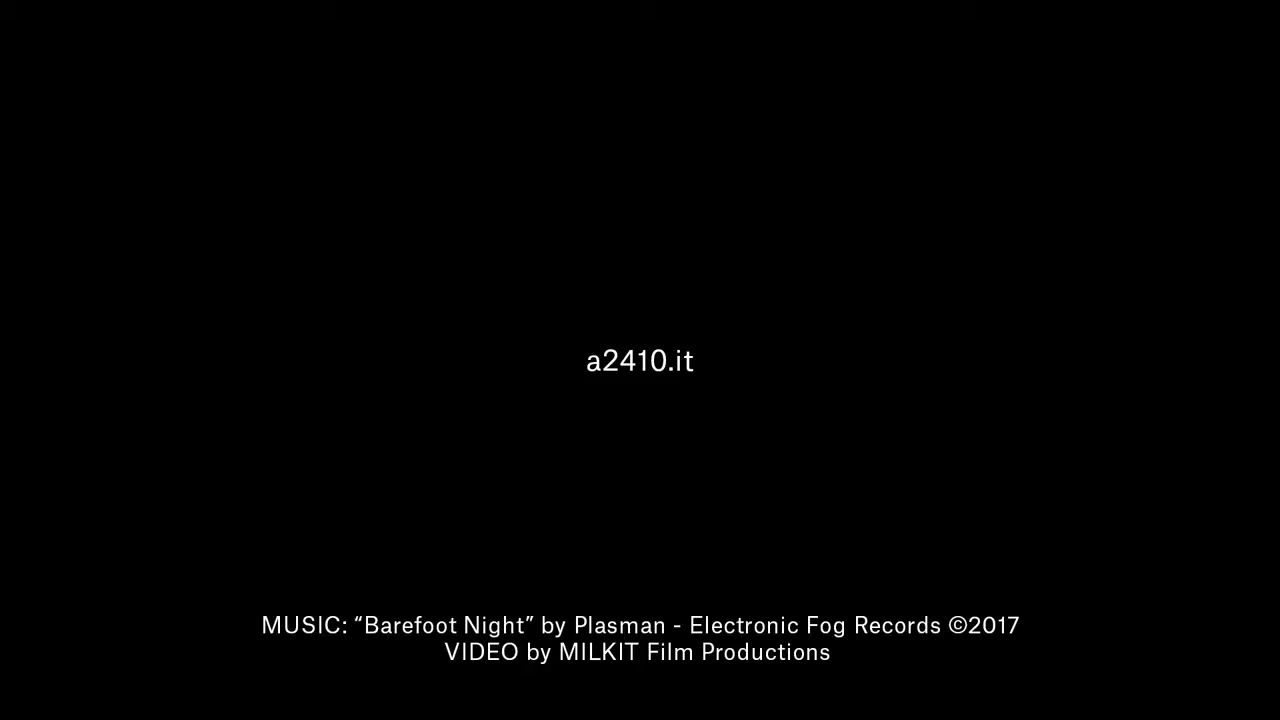 a2410.it
MUSIC: “Barefoot Night” by Plasman - Electronic Fog Records ©2017
VIDEO by MILKIT Film Productions